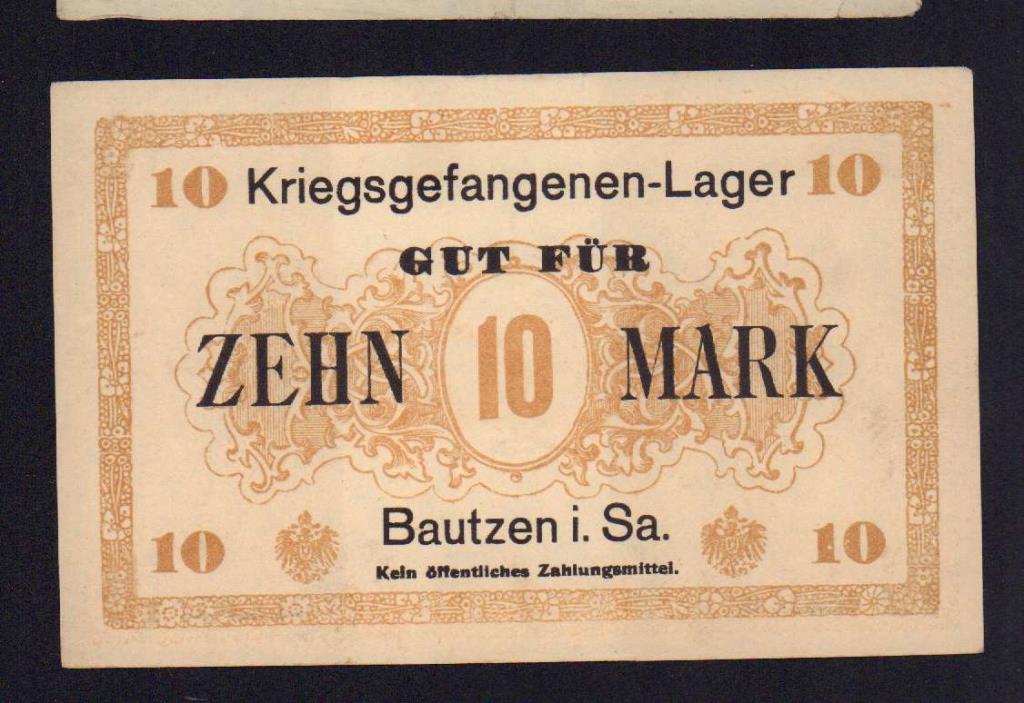 10 Kriegsgefangenen-Lager 10
GUT FÜR
ZEHN 10 MARK
Bautzen i. Sa.
10 10
Kein öffentliches Zahlungsmittel.